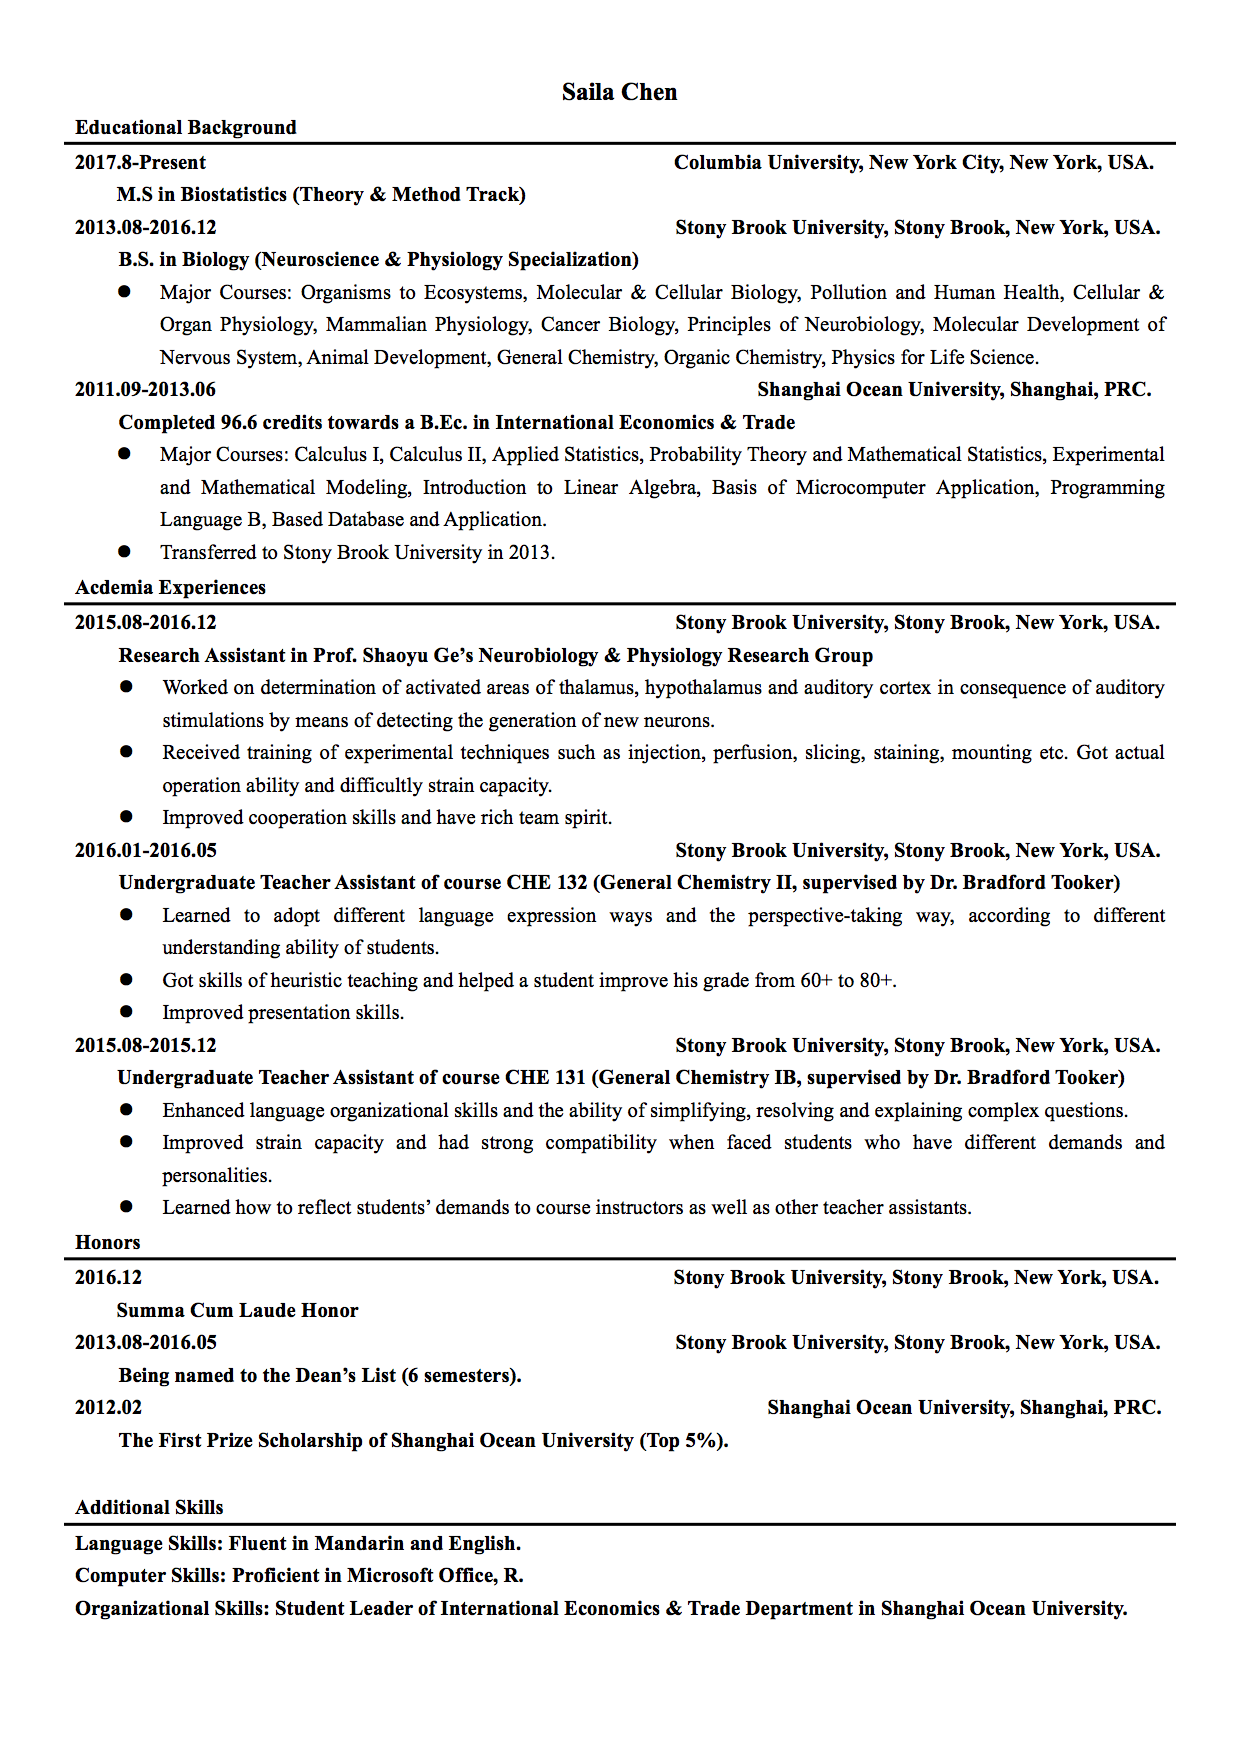 Saila Chen
Educational Background
2017.8-Present Columbia University, New York City, New York, USA.
M.S in Biostatistics (Theory & Method Track)
2013.08-2016.12 Stony Brook University, Stony Brook, New York, USA.
B.S. in Biology (Neuroscience & Physiology Specialization)
● Major Courses: Organisms to Ecosystems, Molecular & Cellular Biology, Pollution and Human Health, Cellular &
Organ Physiology, Mammalian Physiology, Cancer Biology, Principles of Neurobiology, Molecular Development of
Nervous System, Animal Development, General Chemistry, Organic Chemistry, Physics for Life Science.
2011.09-2013.06 Shanghai Ocean University, Shanghai, PRC.
Completed 96.6 credits towards a B.Ec. in International Economics & Trade
● Major Courses: Calculus I, Calculus II, Applied Statistics, Probability Theory and Mathematical Statistics, Experimental
and Mathematical Modeling, Introduction to Linear Algebra, Basis of Microcomputer Application, Programming
Language B, Based Database and Application.
● Transferred to Stony Brook University in 2013.
Acdemia Experiences
2015.08-2016.12 Stony Brook University, Stony Brook, New York, USA.
Research Assistant in Prof. Shaoyu Ge’s Neurobiology & Physiology Research Group
● Worked on determination of activated areas of thalamus, hypothalamus and auditory cortex in consequence of auditory
stimulations by means of detecting the generation of new neurons.
● Received training of experimental techniques such as injection, perfusion, slicing, staining, mounting etc. Got actual
operation ability and difficultly strain capacity.
● Improved cooperation skills and have rich team spirit.
2016.01-2016.05 Stony Brook University, Stony Brook, New York, USA.
Undergraduate Teacher Assistant of course CHE 132 (General Chemistry II, supervised by Dr. Bradford Tooker)
● Learned to adopt different language expression ways and the perspective-taking way, according to different
understanding ability of students.
● Got skills of heuristic teaching and helped a student improve his grade from 60+ to 80+.
● Improved presentation skills.
2015.08-2015.12 Stony Brook University, Stony Brook, New York, USA.
Undergraduate Teacher Assistant of course CHE 131 (General Chemistry IB, supervised by Dr. Bradford Tooker)
● Enhanced language organizational skills and the ability of simplifying, resolving and explaining complex questions.
● Improved strain capacity and had strong compatibility when faced students who have different demands and
personalities.
● Learned how to reflect students’ demands to course instructors as well as other teacher assistants.
Honors
2016.12 Stony Brook University, Stony Brook, New York, USA.
Summa Cum Laude Honor
2013.08-2016.05 Stony Brook University, Stony Brook, New York, USA.
Being named to the Dean’s List (6 semesters).
2012.02 Shanghai Ocean University, Shanghai, PRC.
The First Prize Scholarship of Shanghai Ocean University (Top 5%).
Additional Skills
Language Skills: Fluent in Mandarin and English.
Computer Skills: Proficient in Microsoft Office, R.
Organizational Skills: Student Leader of International Economics & Trade Department in Shanghai Ocean University.